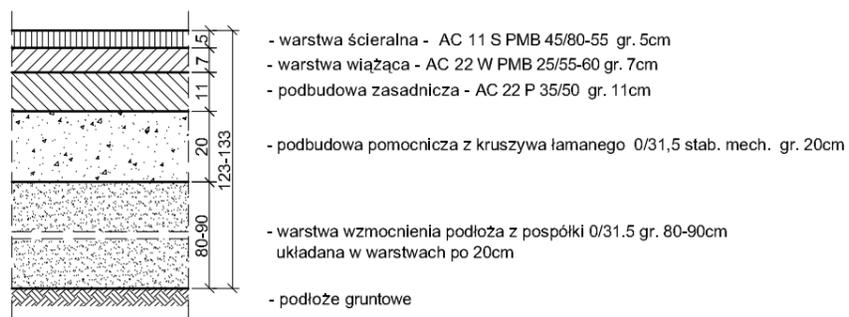 5
- warstwa ścieralna - AC 11 S PMB 45/80-55 gr. 5cm
7
- warstwa wiążąca - AC 22 W PMB 25/55-60 gr. 7cm
11
- podbudowa zasadnicza - AC 22 P 35/50 gr. 11cm
20
- podbudowa pomocnicza z kruszywa łamanego 0/31,5 stab. mech. gr. 20cm
123-133
80-90
- warstwa wzmocnienia podłoża z pospółki 0/31.5 gr. 80-90cm
układana w warstwach po 20cm
- podłoże gruntowe